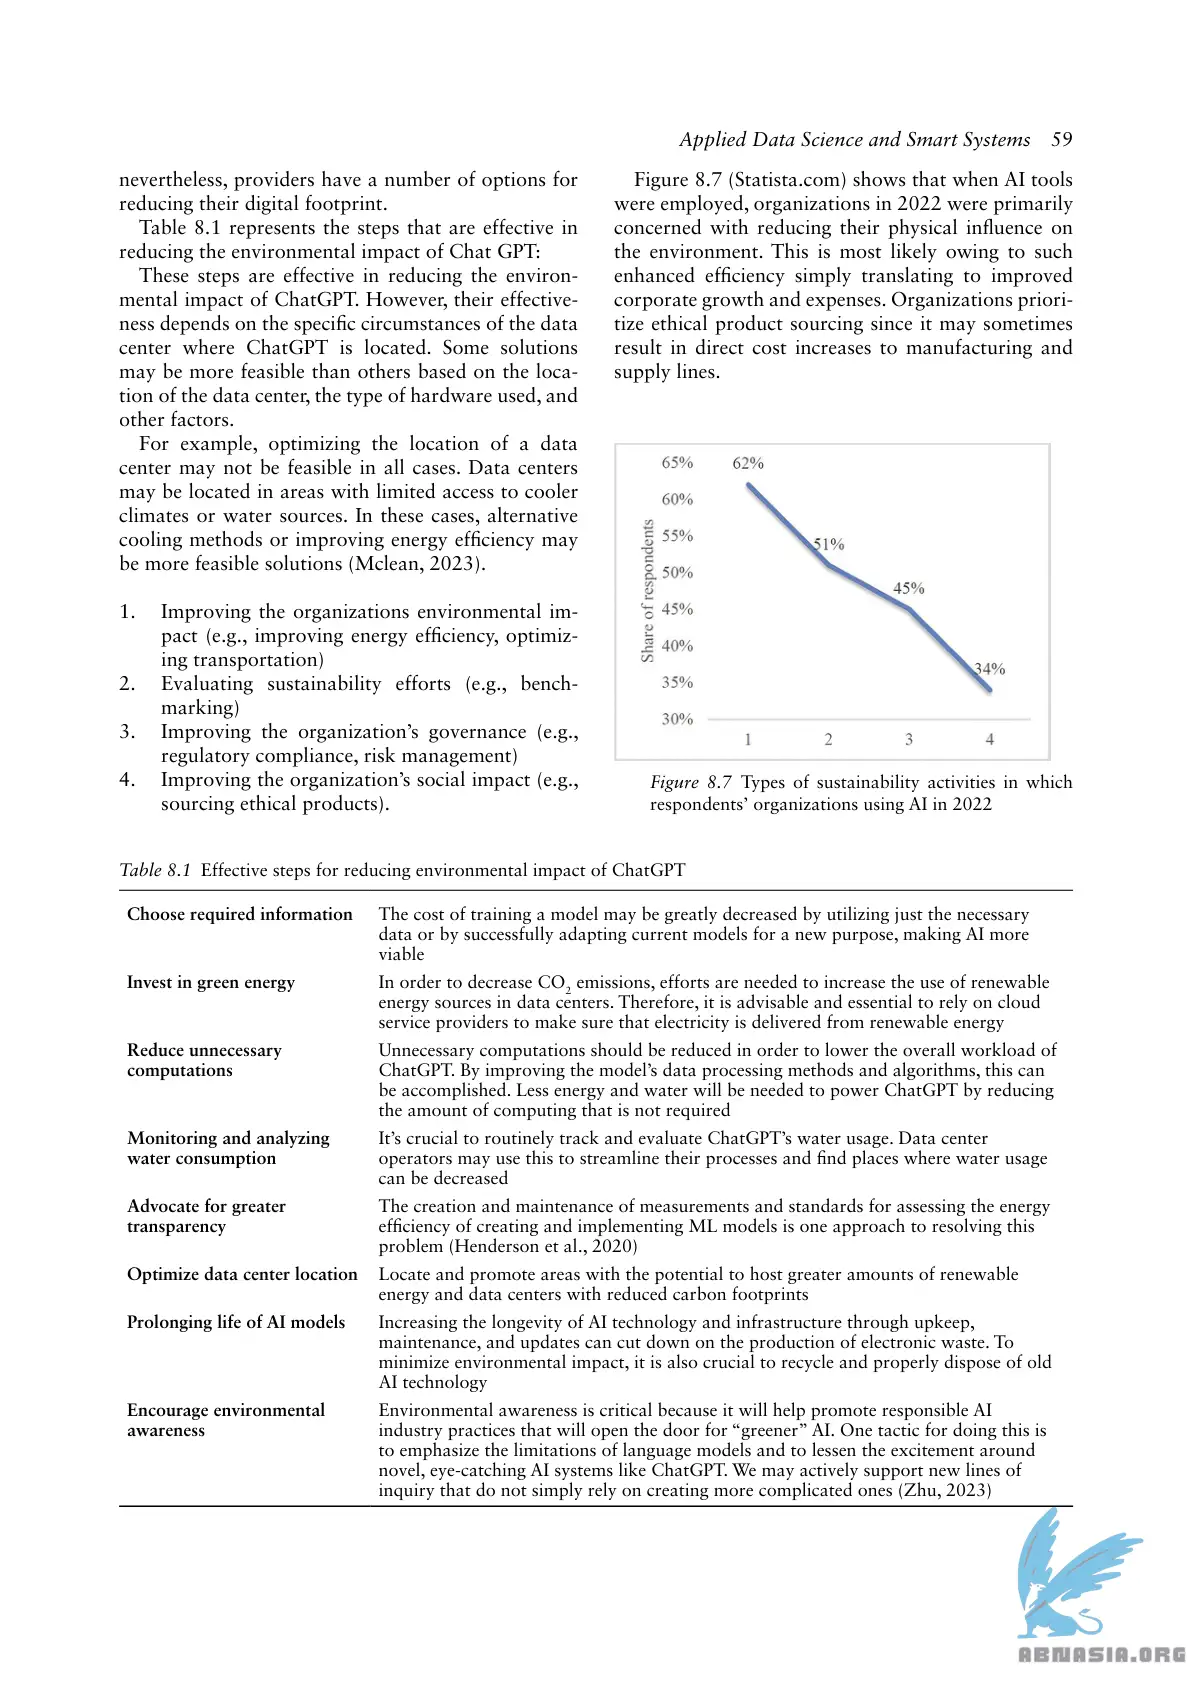 Applied Data Science and Smart Systems 59
nevertheless, providers have a number of options for
reducing their digital footprint.
Table 8.1 represents the steps that are effective in
reducing the environmental impact of Chat GPT:
These steps are effective in reducing the environ-
mental impact of ChatGPT. However, their effective-
ness depends on the specific circumstances of the data
center where ChatGPT is located. Some solutions
may be more feasible than others based on the loca-
tion of the data center, the type of hardware used, and
other factors.
For example, optimizing the location of a data
center may not be feasible in all cases. Data centers
may be located in areas with limited access to cooler
climates or water sources. In these cases, alternative
cooling methods or improving energy efficiency may
be more feasible solutions (Mclean, 2023).
1. Improving the organizations environmental im-
pact (e.g., improving energy efficiency, optimiz-
ing transportation)
2. Evaluating sustainability efforts (e.g., bench-
marking)
3. Improving the organization's governance (e.g.,
regulatory compliance, risk management)
4. Improving the organization's social impact (e.g.,
sourcing ethical products).
Figure 8.7 (Statista.com) shows that when AI tools
were employed, organizations in 2022 were primarily
concerned with reducing their physical influence on
the environment. This is most likely owing to such
enhanced efficiency simply translating to improved
corporate growth and expenses. Organizations priori-
tize ethical product sourcing since it may sometimes
result in direct cost increases to manufacturing and
supply lines.
Share of respondents
65%
60%
55%
50%
45%
40%
35%
30%
62%
51%
45%
34%
1 2 3 4
Figure 8.7 Types of sustainability activities in which
respondents' organizations using AI in 2022
Table 8.1 Effective steps for reducing environmental impact of ChatGPT
Choose required information The cost of training a model may be greatly decreased by utilizing just the necessary
data or by successfully adapting current models for a new purpose, making AI more
viable
Invest in green energy In order to decrease CO2 emissions, efforts are needed to increase the use of renewable
energy sources in data centers. Therefore, it is advisable and essential to rely on cloud
service providers to make sure that electricity is delivered from renewable energy
Reduce unnecessary Unnecessary computations should be reduced in order to lower the overall workload of
computations ChatGPT. By improving the model's data processing methods and algorithms, this can
be accomplished. Less energy and water will be needed to power ChatGPT by reducing
the amount of computing that is not required
Monitoring and analyzing It's crucial to routinely track and evaluate ChatGPT's water usage. Data center
water consumption operators may use this to streamline their processes and find places where water usage
can be decreased
Advocate for greater The creation and maintenance of measurements and standards for assessing the energy
transparency efficiency of creating and implementing ML models is one approach to resolving this
problem (Henderson et al., 2020)
Optimize data center location Locate and promote areas with the potential to host greater amounts of renewable
energy and data centers with reduced carbon footprints
Prolonging life of AI models Increasing the longevity of AI technology and infrastructure through upkeep,
maintenance, and updates can cut down on the production of electronic waste. To
minimize environmental impact, it is also crucial to recycle and properly dispose of old
AI technology
Encourage environmental Environmental awareness is critical because it will help promote responsible AI
awareness industry practices that will open the door for “greener” AI. One tactic for doing this is
to emphasize the limitations of language models and to lessen the excitement around
novel, eye-catching AI systems like ChatGPT. We may actively support new lines of
inquiry that do not simply rely on creating more complicated ones (Zhu, 2023)
ABNASIA.ORG